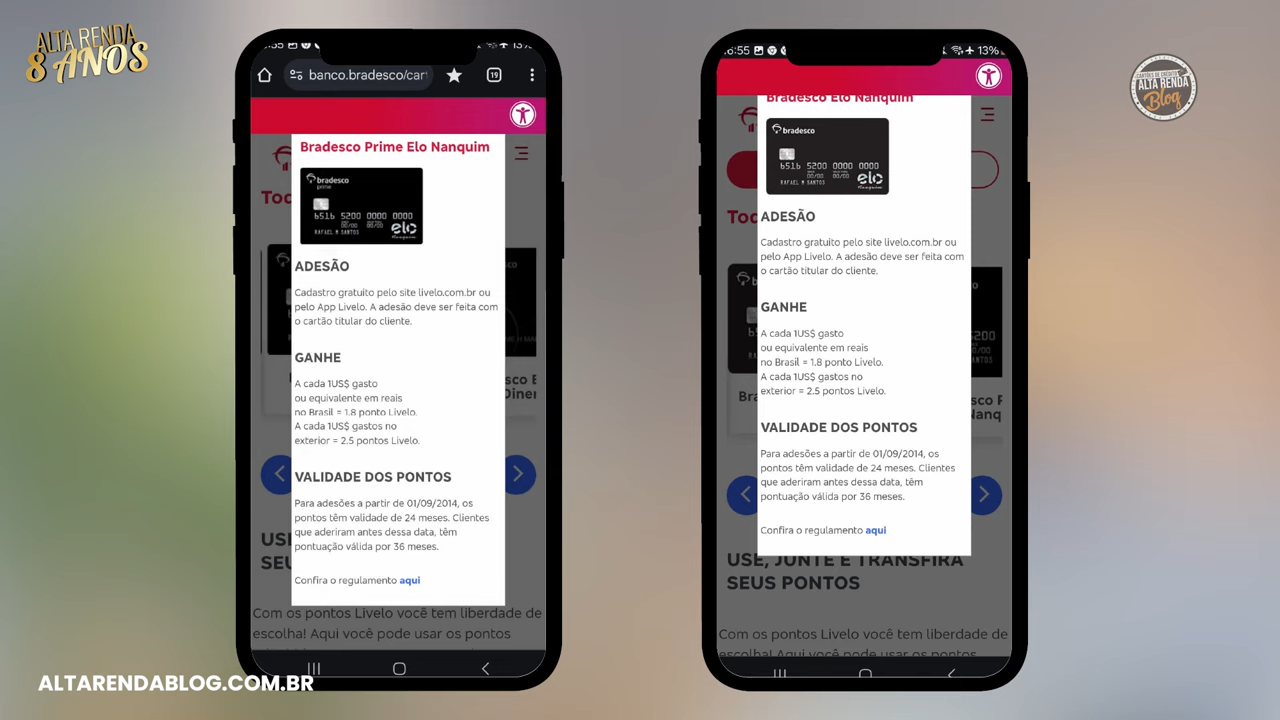 ALTA RENDA
8 ANOS
banco.bradesco/car
19
Bradesco Prime Elo Nanquim
bradesco
prime
6516 5200 0000 0000
RAFAEL M SANTOS
elo
Nanquim
ADESÃO
Cadastro gratuito pelo site livelo.com.br ou
pelo App Livelo. A adesão deve ser feita com
o cartão titular do cliente.
GANHE
A cada 1US$ gasto
ou equivalente em reais
no Brasil = 1.8 ponto Livelo.
A cada 1US$ gastos no
exterior = 2.5 pontos Livelo.
VALIDADE DOS PONTOS
Para adesões a partir de 01/09/2014, os
pontos têm validade de 24 meses. Clientes
que aderiram antes dessa data, têm
pontuação válida por 36 meses.
Confira o regulamento aqui
Com os pontos Livelo você tem liberdade de
escolha! Aqui você pode usar os pontos
ALTARENDABLOG.COM.BR
16:55
13%
Bradesco Elo Nanquim
bradesco
6516 5200 0000 0000
RAFAEL M SANTOS
elo
Nanquim
ADESÃO
Cadastro gratuito pelo site livelo.com.br ou
pelo App Livelo. A adesão deve ser feita com
o cartão titular do cliente.
GANHE
A cada 1US$ gasto
ou equivalente em reais
no Brasil = 1.8 ponto Livelo.
A cada 1US$ gastos no
exterior = 2.5 pontos Livelo.
VALIDADE DOS PONTOS
Para adesões a partir de 01/09/2014, os
pontos têm validade de 24 meses. Clientes
que aderiram antes dessa data, têm
pontuação válida por 36 meses.
Confira o regulamento aqui
USE, JUNTE E TRANSFIRA
SEUS PONTOS
Com os pontos Livelo você tem liberdade de
escolha! Aqui você pode usar os pontos
CARTÕES DE CRÉDITO
ALTA RENDA
Blog